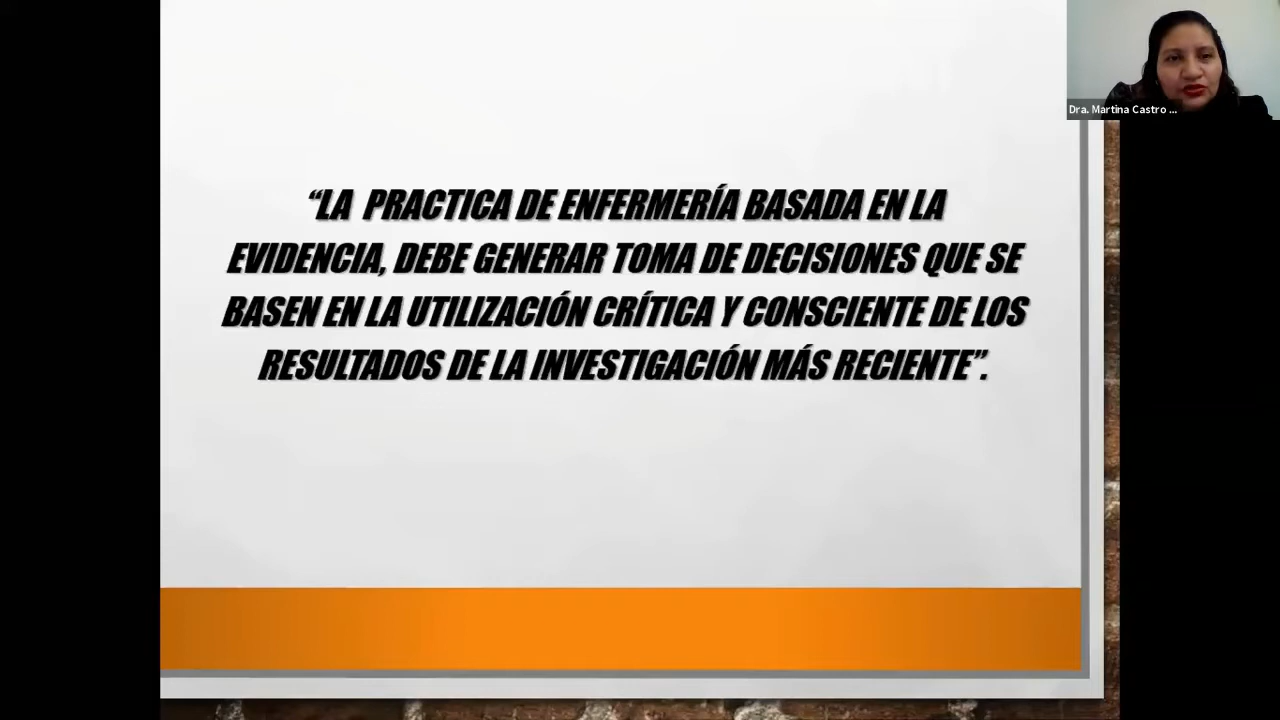 Dra. Martina Castro ...
“LA PRACTICA DE ENFERMERÍA BASADA EN LA
EVIDENCIA, DEBE GENERAR TOMA DE DECISIONES QUE SE
BASEN EN LA UTILIZACIÓN CRÍTICA Y CONSCIENTE DE LOS
RESULTADOS DE LA INVESTIGACIÓN MÁS RECIENTE”.